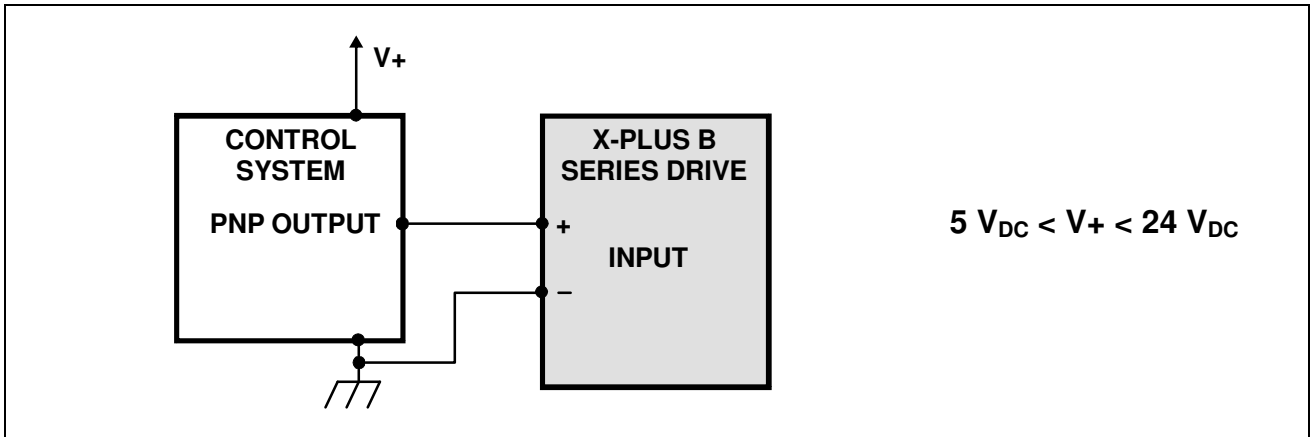 V+
CONTROL
SYSTEM
PNP OUTPUT
X-PLUS B
SERIES DRIVE
+
INPUT
−
5 VDC < V+ < 24 VDC